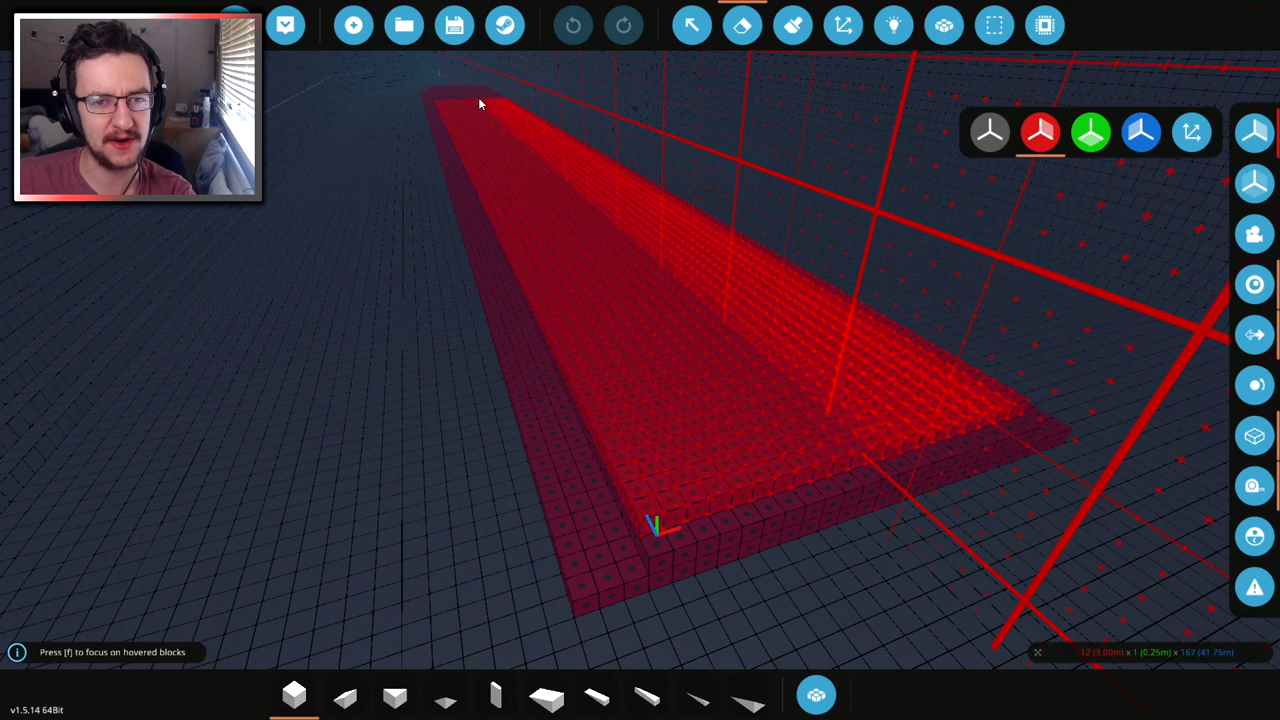 Press [f] to focus on hovered blocks
12 (3.00m) x 1 (0.25m) x 167 (41.75m)
v1.5.14 64Bit